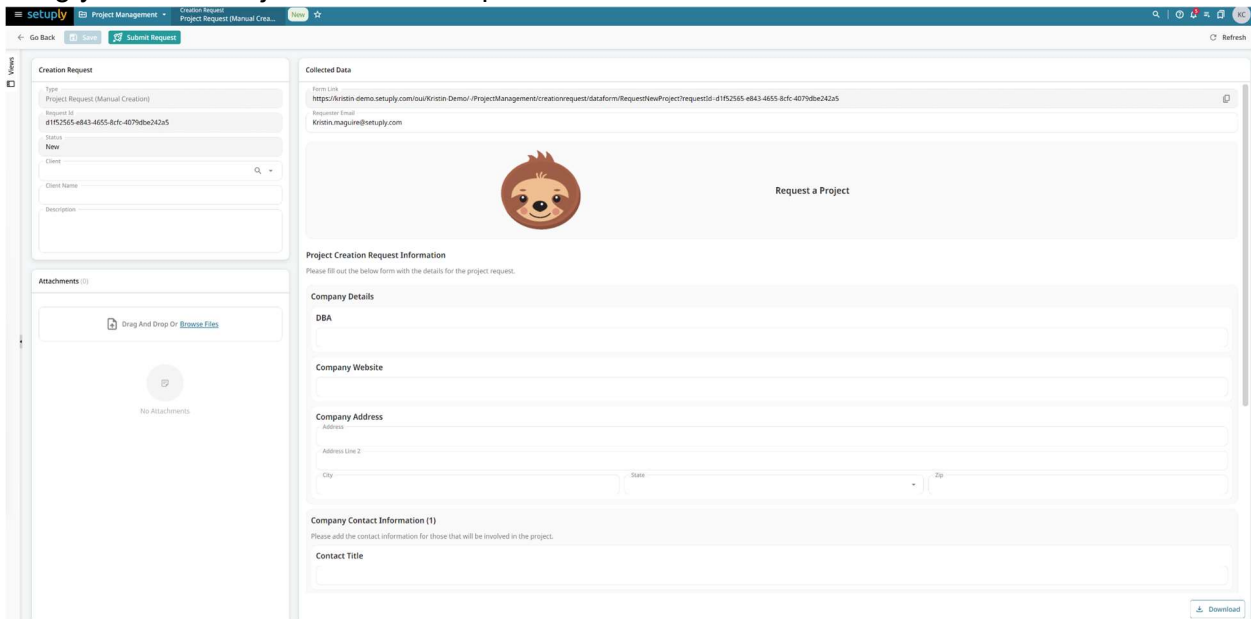 setuply
Project Management
Creation Request
Project Request (Manual Crea...
New
KC
Go Back
Save
Submit Request
Refresh
Views
Creation Request
Type
Project Request (Manual Creation)
Request Id
d1f52565-e843-4655-8cfc-4079dbe242a5
Status
New
Client
Client Name
Description
Attachments (0)
Drag And Drop Or Browse Files
No Attachments
Collected Data
Form Link
https://kristin-demo.setuply.com/oui/Kristin-Demo/-/ProjectManagement/creationrequest/dataform/RequestNewProject?requestId=d1f52565-e843-4655-8cfc-4079dbe242a5
Requester Email
Kristin.maguire@setuply.com
Request a Project
Project Creation Request Information
Please fill out the below form with the details for the project request.
Company Details
DBA
Company Website
Company Address
Address
Address Line 2
City
State
Zip
Company Contact Information (1)
Please add the contact information for those that will be involved in the project.
Contact Title
Download